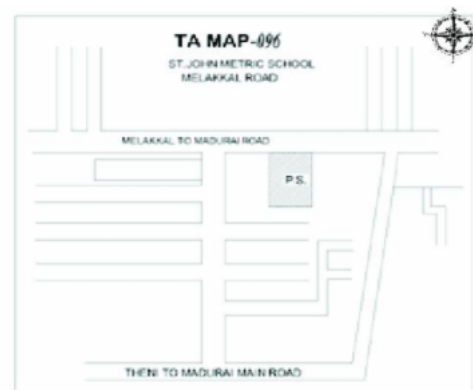 TA MAP-096
ST.JOHN METRIC SCHOOL
MELAKKAL ROAD
MELAKKAL TO MADURAI ROAD
P.S.
THENI TO MADURAI MAIN ROAD